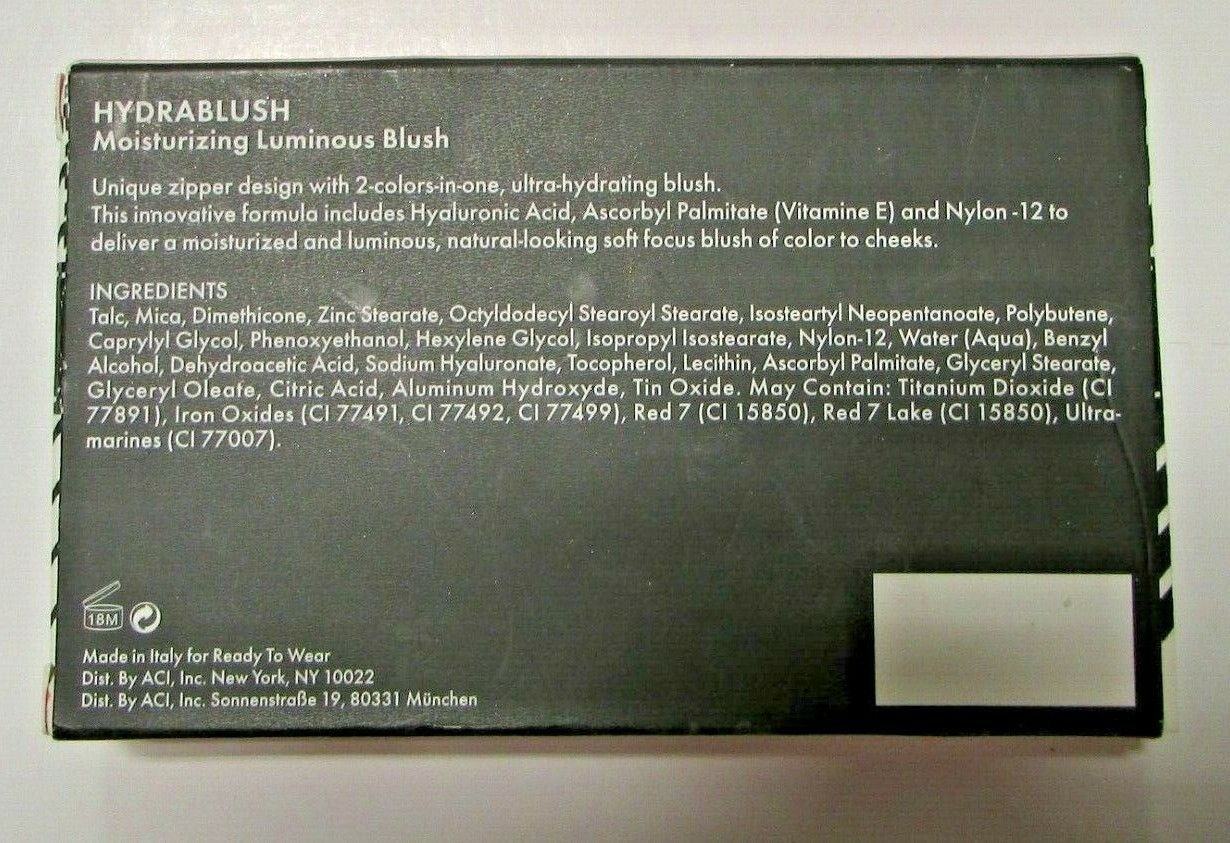 HYDRABLUSH
Moisturizing Luminous Blush
Unique zipper design with 2-colors-in-one, ultra-hydrating blush.
This innovative formula includes Hyaluronic Acid, Ascorbyl Palmitate (Vitamine E) and Nylon -12 to
deliver a moisturized and luminous, natural-looking soft focus blush of color to cheeks.
INGREDIENTS
Talc, Mica, Dimethicone, Zinc Stearate, Octyldodecyl Stearoyl Stearate, Isosteartyl Neopentanoate, Polybutene,
Caprylyl Glycol, Phenoxyethanol, Hexylene Glycol, Isopropyl Isostearate, Nylon-12, Water (Aqua), Benzyl
Alcohol, Dehydroacetic Acid, Sodium Hyaluronate, Tocopherol, Lecithin, Ascorbyl Palmitate, Glyceryl Stearate,
Glyceryl Oleate, Citric Acid, Aluminum Hydroxyde, Tin Oxide. May Contain: Titanium Dioxide (CI
77891), Iron Oxides (CI 77491, CI 77492, CI 77499), Red 7 (CI 15850), Red 7 Lake (CI 15850), Ultra-
marines (CI 77007).
18M
Made in Italy for Ready To Wear
Dist. By ACI, Inc. New York, NY 10022
Dist. By ACI, Inc. Sonnenstraße 19, 80331 München